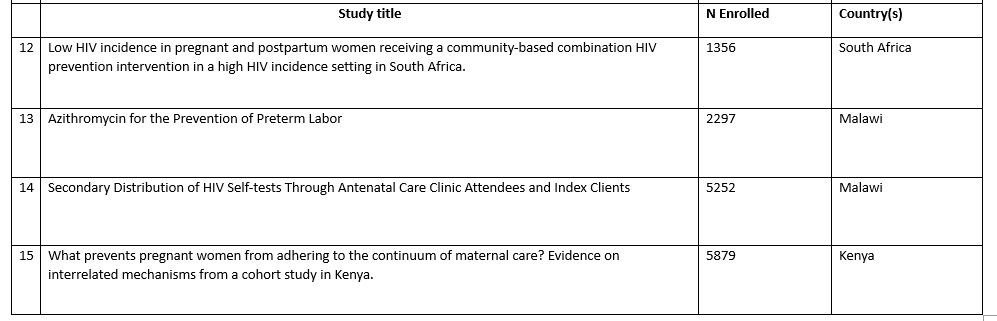 Study title N Enrolled Country(s)
12 Low HIV incidence in pregnant and postpartum women receiving a community-based combination HIV 1356 South Africa
prevention intervention in a high HIV incidence setting in South Africa.
13 Azithromycin for the Prevention of Preterm Labor 2297 Malawi
14 Secondary Distribution of HIV Self-tests Through Antenatal Care Clinic Attendees and Index Clients 5252 Malawi
15 What prevents pregnant women from adhering to the continuum of maternal care? Evidence on 5879 Kenya
interrelated mechanisms from a cohort study in Kenya.